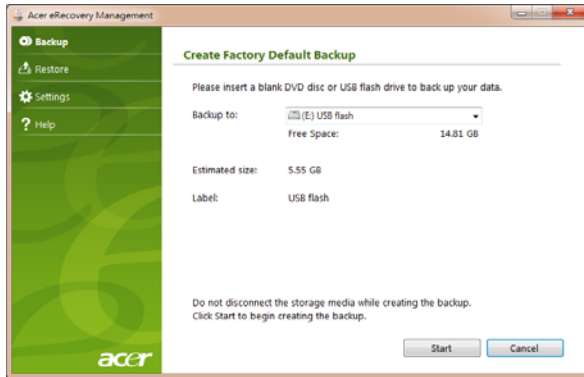 Acer eRecovery Management
Backup
Restore
Settings
? Help
Create Factory Default Backup
Please insert a blank DVD disc or USB flash drive to back up your data.
Backup to: (E:) USB flash
Free Space: 14.81 GB
Estimated size: 5.55 GB
Label: USB flash
Do not disconnect the storage media while creating the backup.
Click Start to begin creating the backup.
Start Cancel
acer